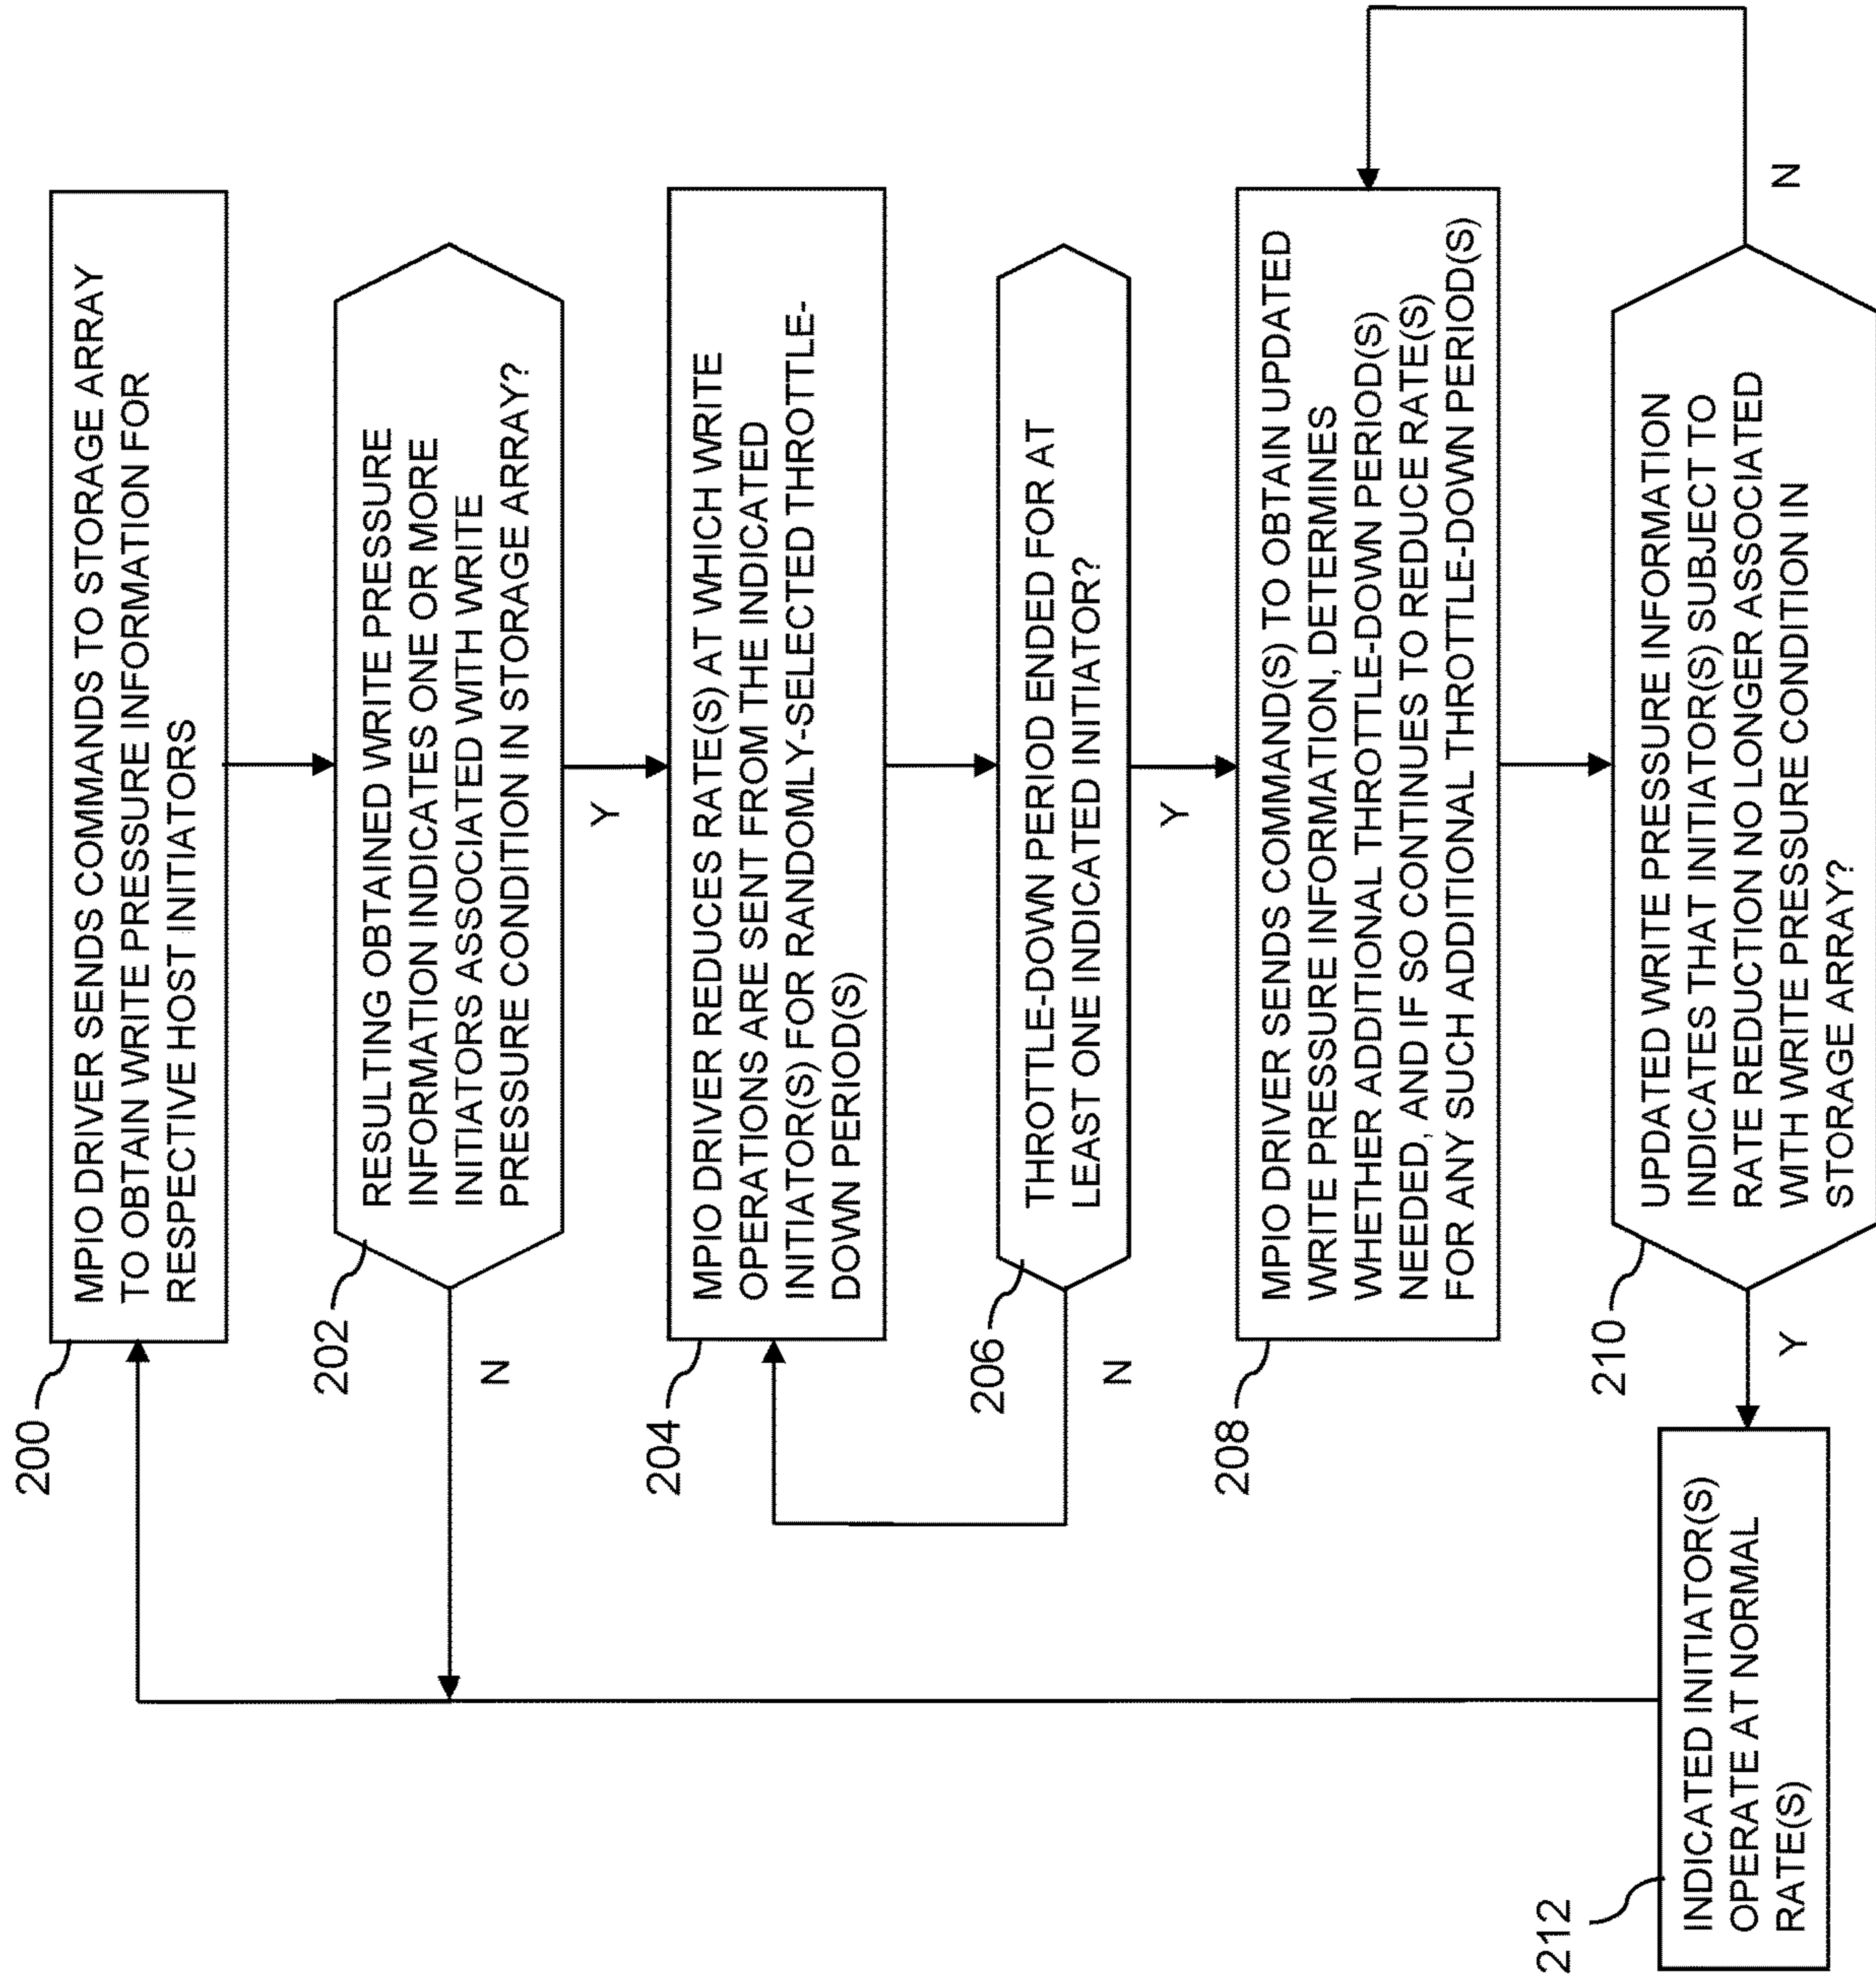 200
MPIO DRIVER SENDS COMMANDS TO STORAGE ARRAY
TO OBTAIN WRITE PRESSURE INFORMATION FOR
RESPECTIVE HOST INITIATORS
202
RESULTING OBTAINED WRITE PRESSURE
INFORMATION INDICATES ONE OR MORE
INITIATORS ASSOCIATED WITH WRITE
PRESSURE CONDITION IN STORAGE ARRAY?
N
Y
204
MPIO DRIVER REDUCES RATE(S) AT WHICH WRITE
OPERATIONS ARE SENT FROM THE INDICATED
INITIATOR(S) FOR RANDOMLY-SELECTED THROTTLE-
DOWN PERIOD(S)
206
THROTTLE-DOWN PERIOD ENDED FOR AT
LEAST ONE INDICATED INITIATOR?
N
Y
208
MPIO DRIVER SENDS COMMAND(S) TO OBTAIN UPDATED
WRITE PRESSURE INFORMATION, DETERMINES
WHETHER ADDITIONAL THROTTLE-DOWN PERIOD(S)
NEEDED, AND IF SO CONTINUES TO REDUCE RATE(S)
FOR ANY SUCH ADDITIONAL THROTTLE-DOWN PERIOD(S)
210
UPDATED WRITE PRESSURE INFORMATION
INDICATES THAT INITIATOR(S) SUBJECT TO
RATE REDUCTION NO LONGER ASSOCIATED
WITH WRITE PRESSURE CONDITION IN
STORAGE ARRAY?
Y
N
212
INDICATED INITIATOR(S)
OPERATE AT NORMAL
RATE(S)